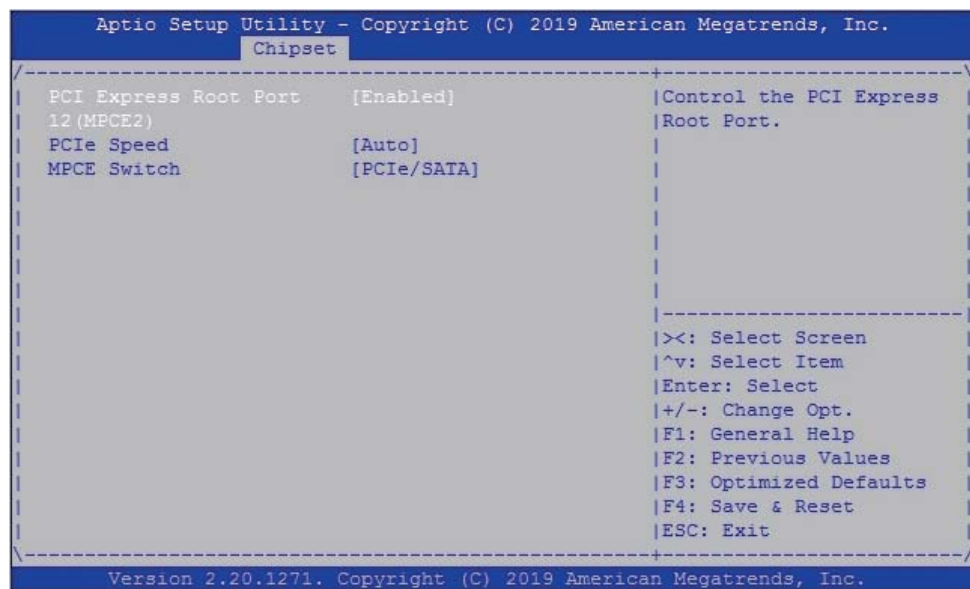 Aptio Setup Utility - Copyright (C) 2019 American Megatrends, Inc.
Chipset
PCI Express Root Port [Enabled]
12(MPCE2)
PCIe Speed [Auto]
MPCE Switch [PCIe/SATA]
Control the PCI Express
Root Port.
><: Select Screen
^v: Select Item
Enter: Select
+/-: Change Opt.
F1: General Help
F2: Previous Values
F3: Optimized Defaults
F4: Save & Reset
ESC: Exit
Version 2.20.1271. Copyright (C) 2019 American Megatrends, Inc.